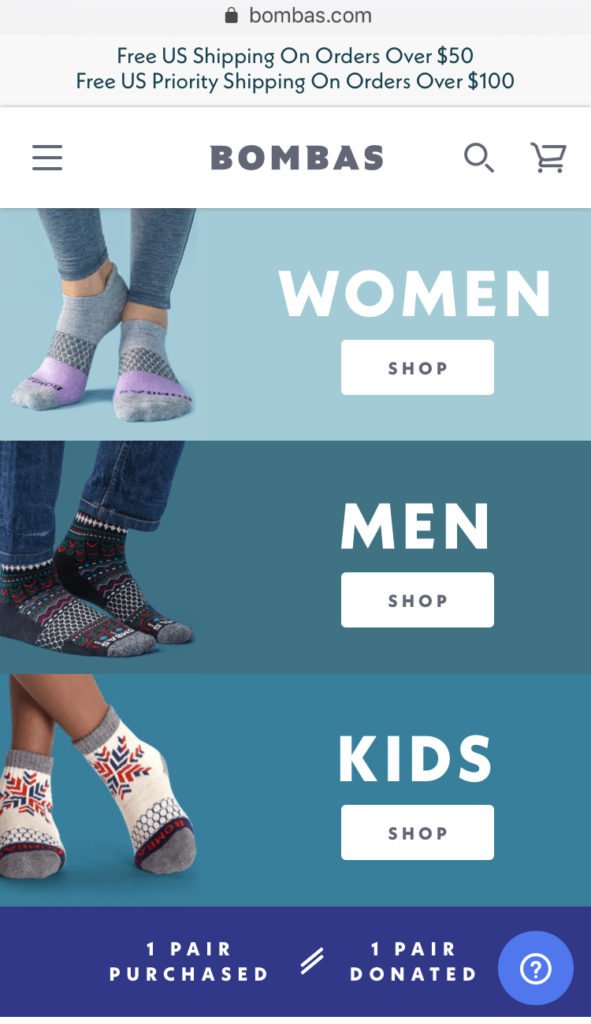 bombas.com
Free US Shipping On Orders Over $50
Free US Priority Shipping On Orders Over $100
BOMBAS
WOMEN
SHOP
BOMBAS
MEN
SHOP
KIDS
SHOP
1 PAIR PURCHASED
1 PAIR DONATED
?